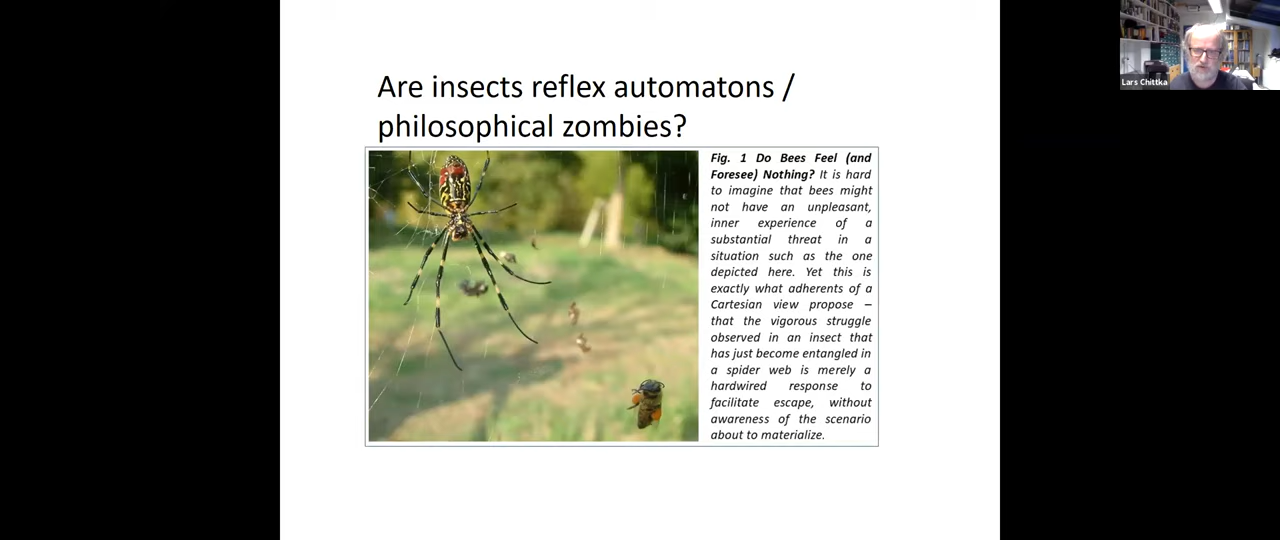 Are insects reflex automatons /
philosophical zombies?
Fig. 1 Do Bees Feel (and
Foresee) Nothing? It is hard
to imagine that bees might
not have an unpleasant,
inner experience of a
substantial threat in a
situation such as the one
depicted here. Yet this is
exactly what adherents of a
Cartesian view propose –
that the vigorous struggle
observed in an insect that
has just become entangled in
a spider web is merely a
hardwired response to
facilitate escape, without
awareness of the scenario
about to materialize.
Lars Chittka